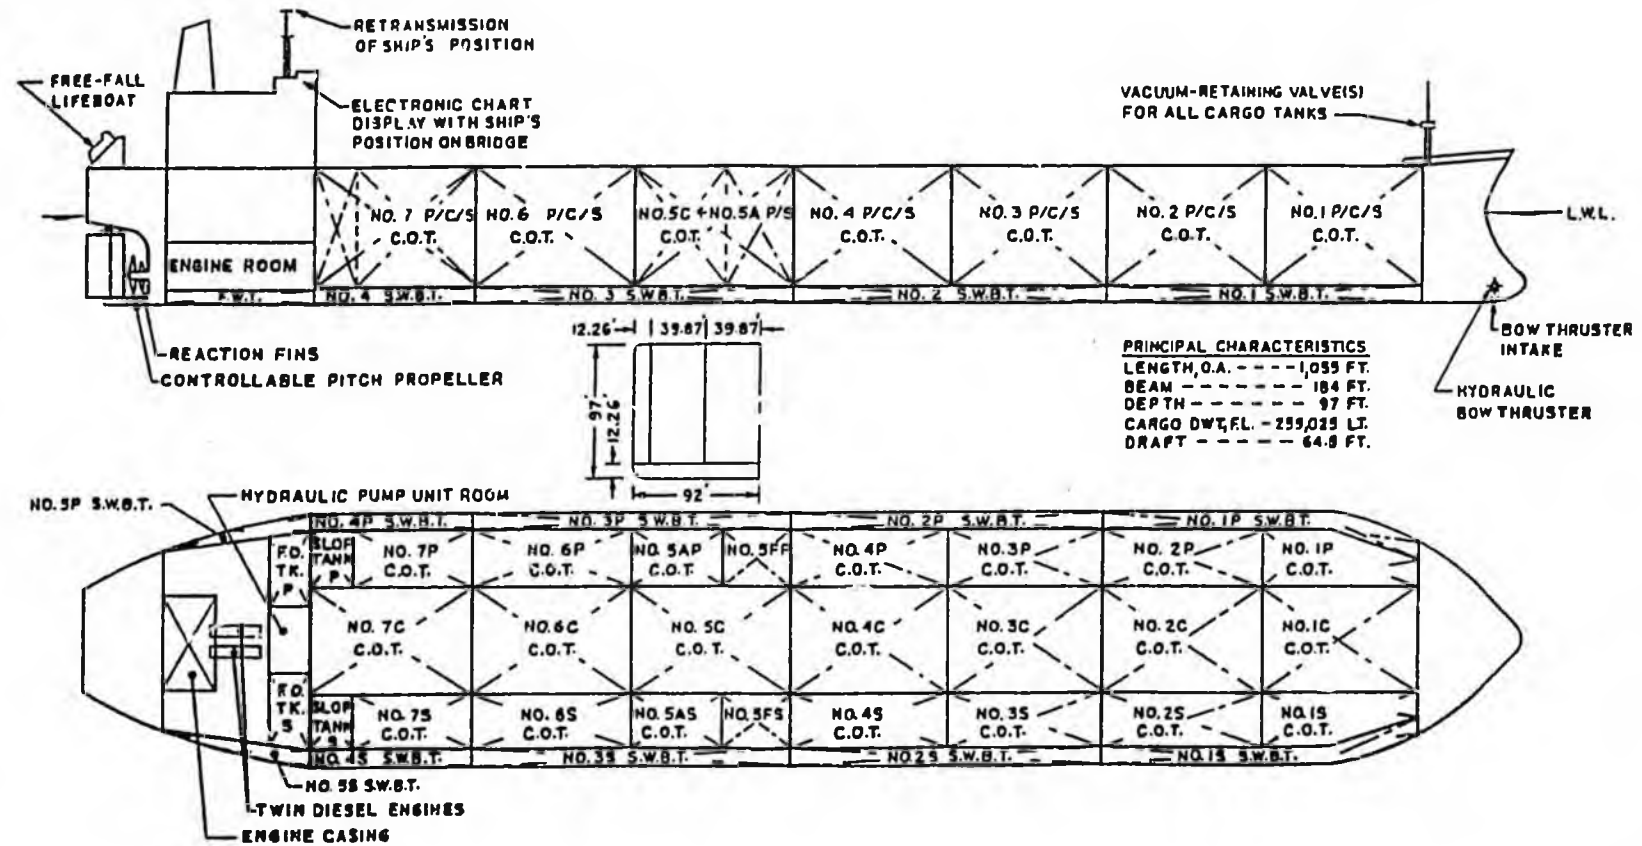 RETRANSMISSION
OF SHIP'S POSITION
FREE-FALL
LIFEBOAT
ELECTRONIC CHART
DISPLAY WITH SHIP'S
POSITION ON BRIDGE
VACUUM-RETAINING VALVE(S)
FOR ALL CARGO TANKS
NO. 7 P/C/S
C.O.T.
NO. 6 P/C/S
C.O.T.
NO.5C + NO.5A P/S
C.O.T.
NO. 4 P/C/S
C.O.T.
NO. 3 P/C/S
C.O.T.
NO. 2 P/C/S
C.O.T.
NO. 1 P/C/S
C.O.T.
L.W.L.
ENGINE ROOM
F.W.T.
NO. 4 S.W.B.T.
NO. 3 S.W.B.T.
NO. 2 S.W.B.T.
NO. 1 S.W.B.T.
REACTION FINS
CONTROLLABLE PITCH PROPELLER
12.26' 39.87' 39.87'
97'
12.26'
92'
BOW THRUSTER
INTAKE
HYDRAULIC
BOW THRUSTER
PRINCIPAL CHARACTERISTICS
LENGTH, O.A. - - - - 1,055 FT.
BEAM - - - - - - - 184 FT.
DEPTH - - - - - - 97 FT.
CARGO DWT, F.L. -
DRAFT - - - - - - FT.
NO. 5P S.W.B.T.
HYDRAULIC PUMP UNIT ROOM
NO. 4P S.W.B.T.
NO. 3P S.W.B.T.
NO. 2P S.W.B.T.
NO. 1P S.W.B.T.
F.O.
TK.
P
SLOP
TANK
P
NO. 7P
C.O.T.
NO. 6P
C.O.T.
NO. 5AP
C.O.T.
NO.5FP
NO. 4P
C.O.T.
NO. 3P
C.O.T.
NO. 2P
C.O.T.
NO. 1P
C.O.T.
NO. 7C
C.O.T.
NO. 6C
C.O.T.
NO. 5C
C.O.T.
NO. 4C
C.O.T.
NO. 3C
C.O.T.
NO. 2C
C.O.T.
NO. 1C
C.O.T.
F.O.
TK.
S
SLOP
TANK
S
NO. 7S
C.O.T.
NO. 6S
C.O.T.
NO. 5AS
C.O.T.
NO.5FS
NO. 4S
C.O.T.
NO. 3S
C.O.T.
NO. 2S
C.O.T.
NO. 1S
C.O.T.
NO. 4S S.W.B.T.
NO. 3S S.W.B.T.
NO. 2S S.W.B.T.
NO. 1S S.W.B.T.
NO. 5S S.W.B.T.
TWIN DIESEL ENGINES
ENGINE CASING